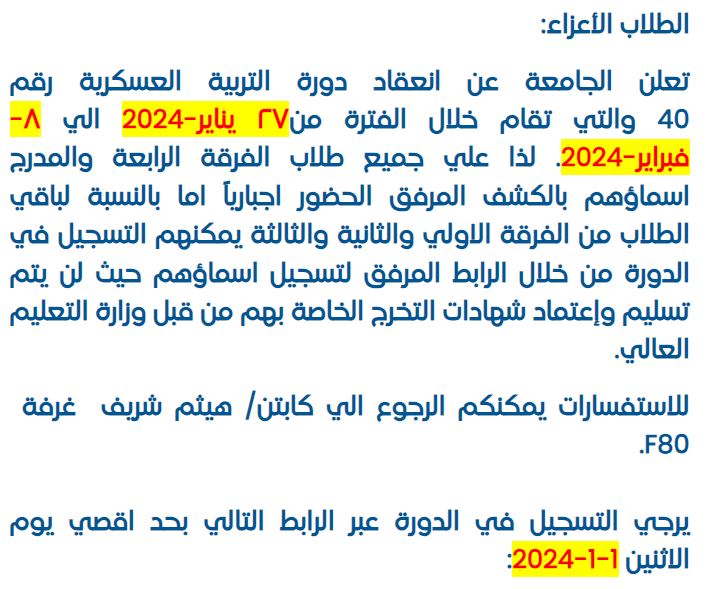 الطلاب الأعزاء:
تعلن الجامعة عن انعقاد دورة التربية العسكرية رقم
40 والتي تقام خلال الفترة من٢٧ يناير-2024 الي ٨-
فبراير-2024. لذا علي جميع طلاب الفرقة الرابعة والمدرج
اسماؤهم بالكشف المرفق الحضور اجبارياً اما بالنسبة لباقي
الطلاب من الفرقة الاولي والثانية والثالثة يمكنهم التسجيل في
الدورة من خلال الرابط المرفق لتسجيل اسماؤهم حيث لن يتم
تسليم وإعتماد شهادات التخرج الخاصة بهم من قبل وزارة التعليم
العالي.
للاستفسارات يمكنكم الرجوع الي كابتن/ هيثم شريف غرفة
F80.
يرجي التسجيل في الدورة عبر الرابط التالي بحد اقصي يوم
الاثنين 1-1-2024: